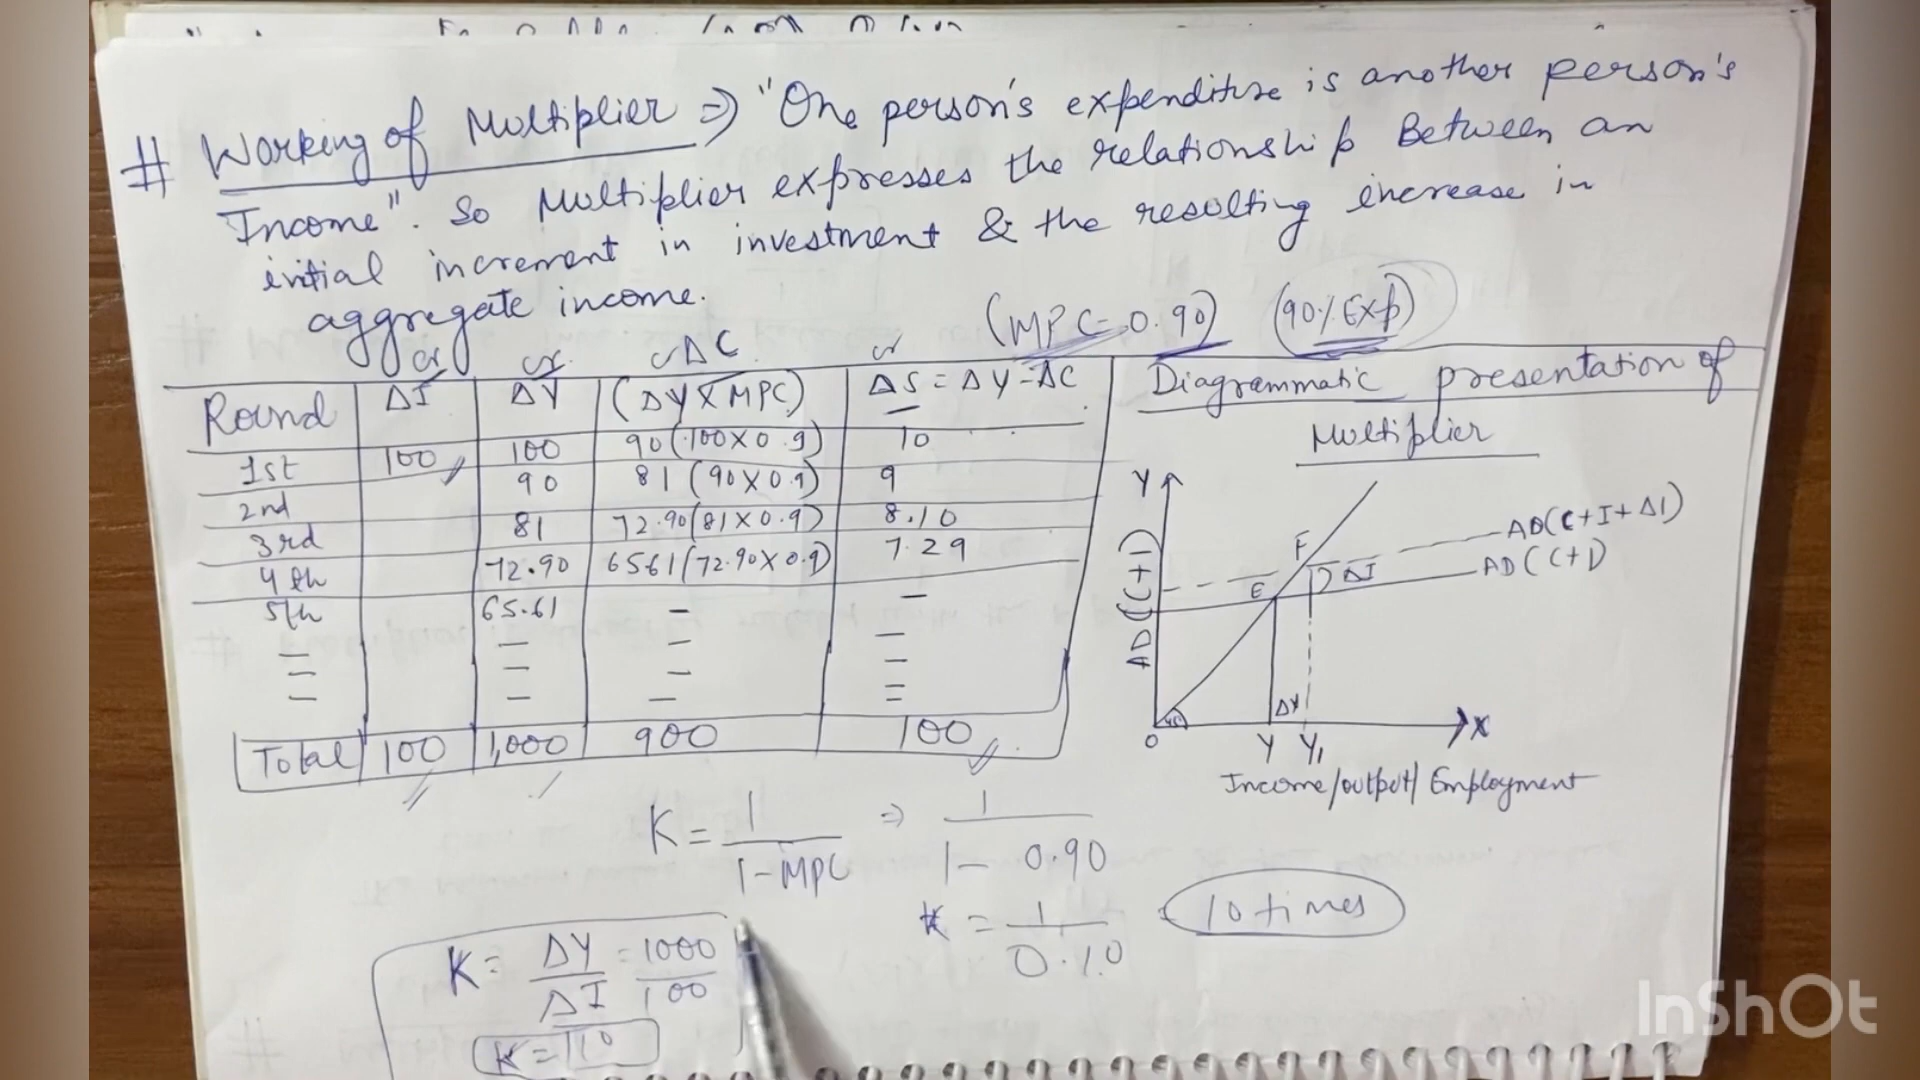 # Working of Multiplier ⇒ "One person's expenditure is another person's
Income". So Multiplier expresses the relationship Between an
initial increment in investment & the resulting increase in
aggregate income.
(MPC=0.90) (90% Exp)
Round ΔI ΔY ΔC (ΔY×MPC) ΔS=ΔY-ΔC
1st 100 100 90(100×0.9) 10
2nd 90 81(90×0.9) 9
3rd 81 72.90(81×0.9) 8.10
4th 72.90 6561(72.90×0.9) 7.29
5th 65.61 - -
- - - -
- - - -
- - - -
Total 100 1,000 900 100
Diagrammatic presentation of
Multiplier
Y
AD(C+I+ΔI)
AD(C+I)
F
E
ΔI
AD(C+I)
ΔY
45
O Y Y1 X
Income/output/Employment
K = 1/1-MPC ⇒ 1/1-0.90
K = 1/0.10 = 10 times
K = ΔY/ΔI = 1000/100
K=10
InShOt